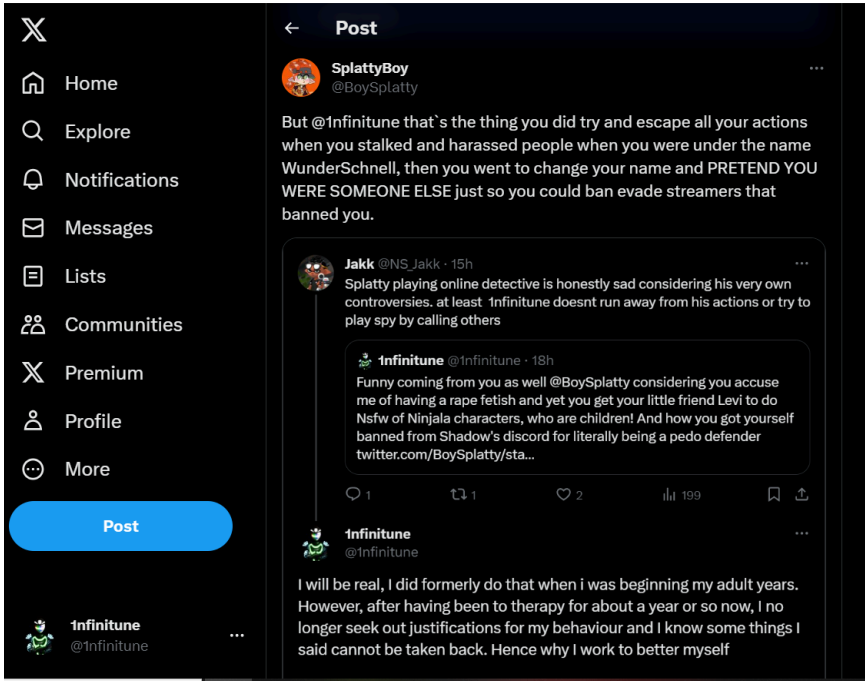 Post
Home
Explore
Notifications
Messages
Lists
Communities
Premium
Profile
More
Post
1nfinitune
@1nfinitune
SplattyBoy
@BoySplatty
But @1nfinitune that`s the thing you did try and escape all your actions
when you stalked and harassed people when you were under the name
WunderSchnell, then you went to change your name and PRETEND YOU
WERE SOMEONE ELSE just so you could ban evade streamers that
banned you.
Jakk @NS_Jakk · 15h
Splatty playing online detective is honestly sad considering his very own
controversies. at least 1nfinitune doesnt run away from his actions or try to
play spy by calling others
1nfinitune @1nfinitune · 18h
Funny coming from you as well @BoySplatty considering you accuse
me of having a rape fetish and yet you get your little friend Levi to do
Nsfw of Ninjala characters, who are children! And how you got yourself
banned from Shadow's discord for literally being a pedo defender
twitter.com/BoySplatty/sta...
1 1 2 199
1nfinitune
@1nfinitune
I will be real, I did formerly do that when i was beginning my adult years.
However, after having been to therapy for about a year or so now, I no
longer seek out justifications for my behaviour and I know some things I
said cannot be taken back. Hence why I work to better myself